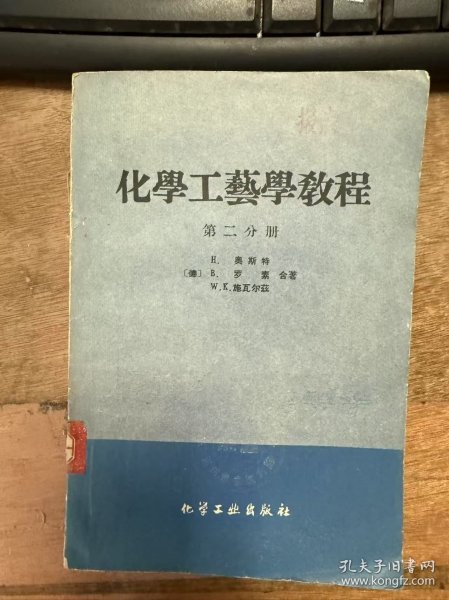 化學工藝學教程
第二分册
H. 奥斯特
〔德〕 B. 罗素 合著
W.K.施瓦尔兹
化学工业出版社
孔夫子旧书网
www.kongfz.com